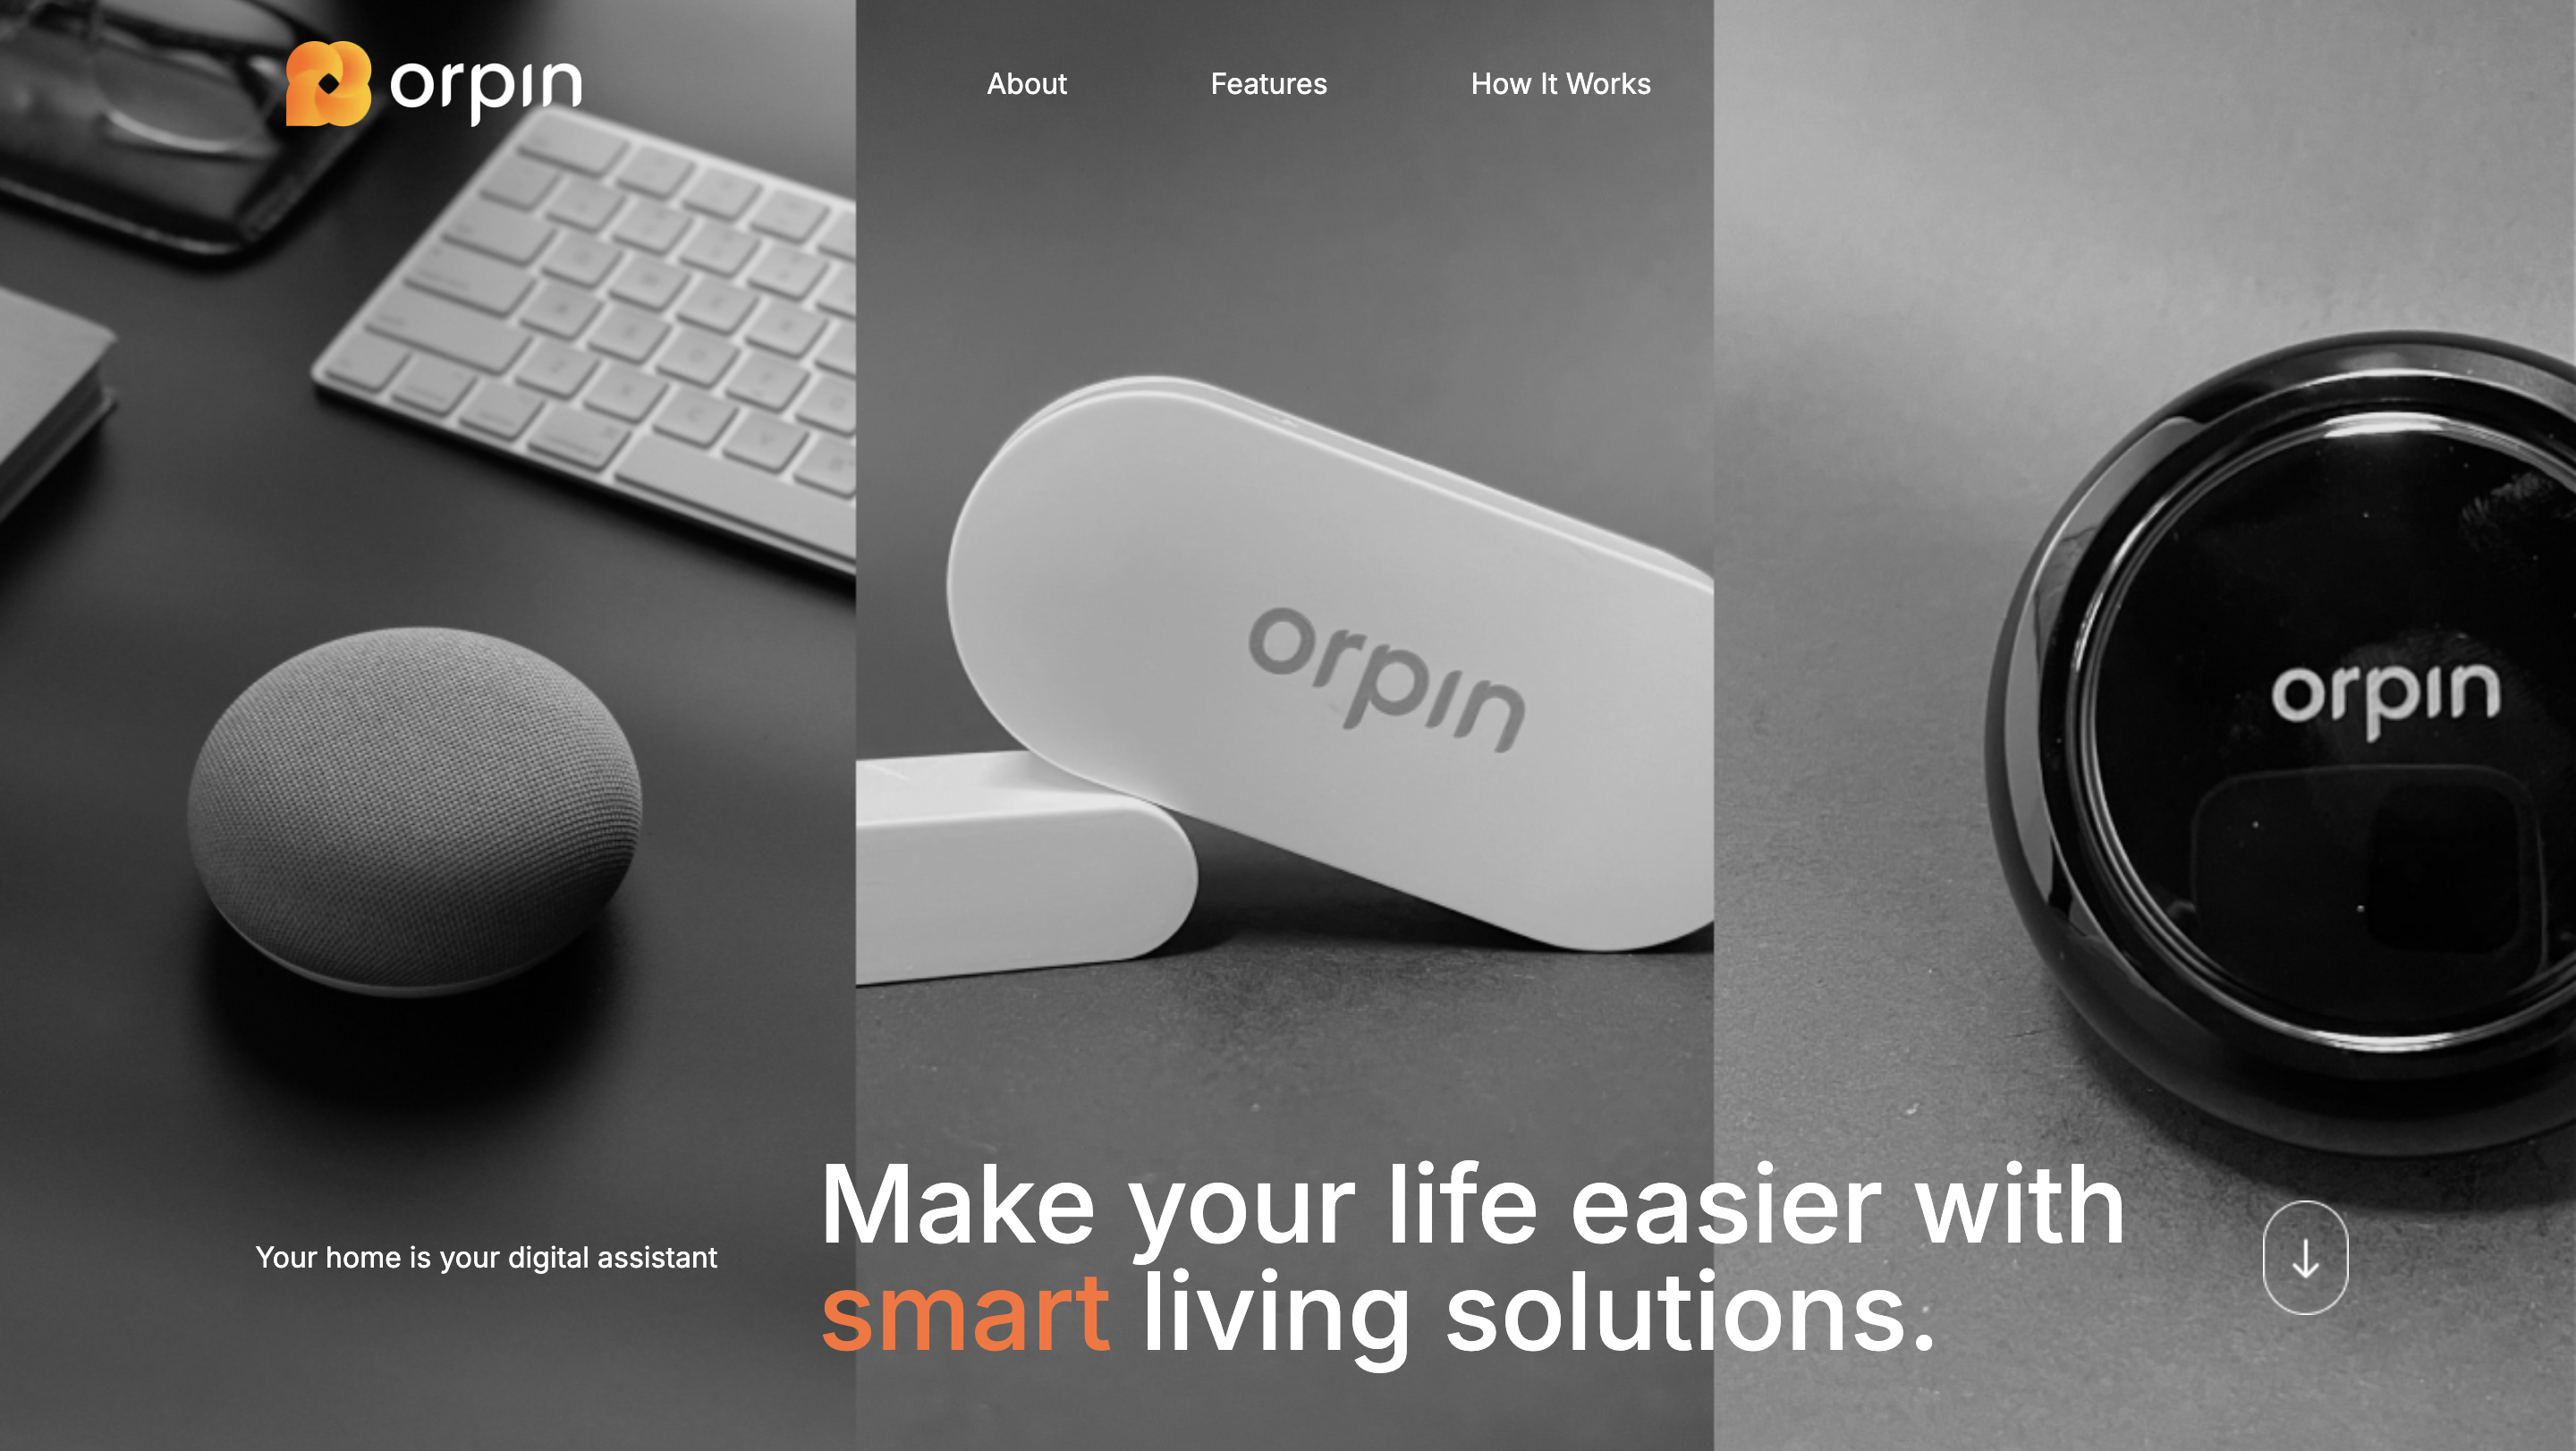 orpin
About
Features
How It Works
orpin
orpin
Your home is your digital assistant
Make your life easier with
smart living solutions.